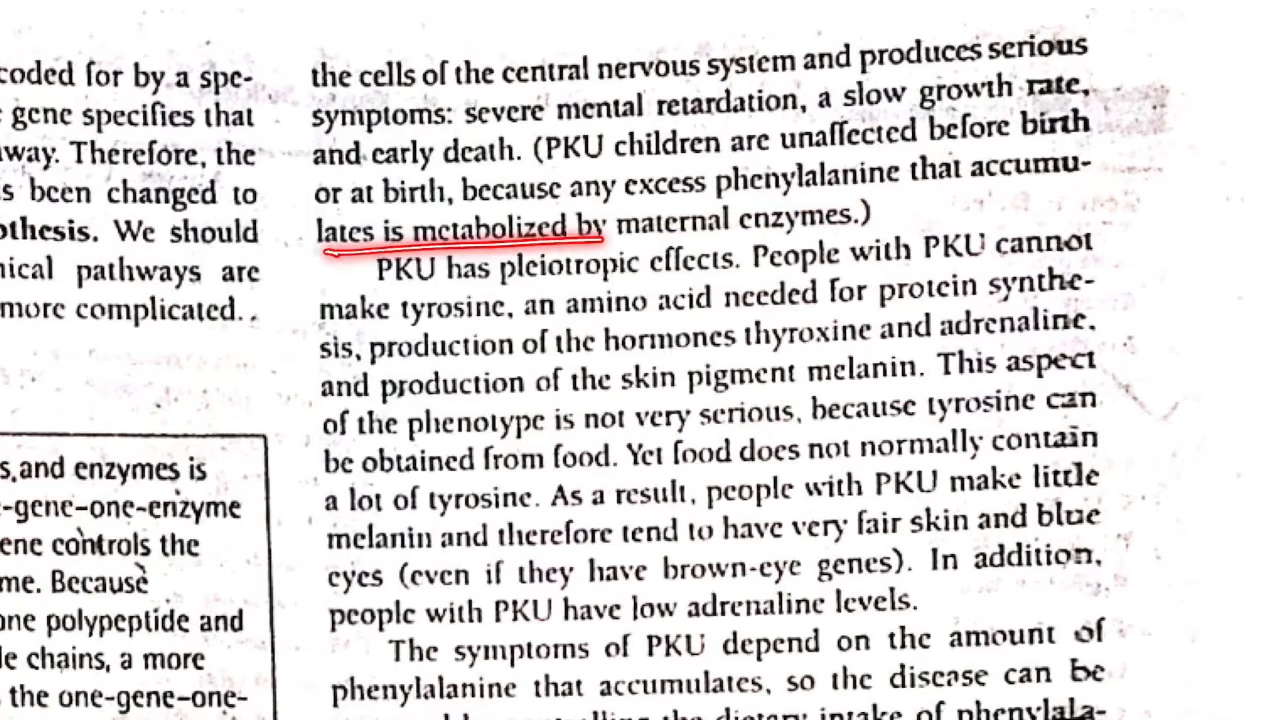 coded for by a spe-
gene specifies that
way. Therefore, the
s been changed to
othesis. We should
nical pathways are
more complicated.
s, and enzymes is
-gene–one-enzyme
ene controls the
me. Because
one polypeptide and
le chains, a more
the one-gene–one-
the cells of the central nervous system and produces serious
symptoms: severe mental retardation, a slow growth rate,
and early death. (PKU children are unaffected before birth
or at birth, because any excess phenylalanine that accumu-
lates is metabolized by maternal enzymes.)
PKU has pleiotropic effects. People with PKU cannot
make tyrosine, an amino acid needed for protein synthe-
sis, production of the hormones thyroxine and adrenaline,
and production of the skin pigment melanin. This aspect
of the phenotype is not very serious, because tyrosine can
be obtained from food. Yet food does not normally contain
a lot of tyrosine. As a result, people with PKU make little
melanin and therefore tend to have very fair skin and blue
eyes (even if they have brown-eye genes). In addition,
people with PKU have low adrenaline levels.
The symptoms of PKU depend on the amount of
phenylalanine that accumulates, so the disease can be
the dietary intake of phenylala-